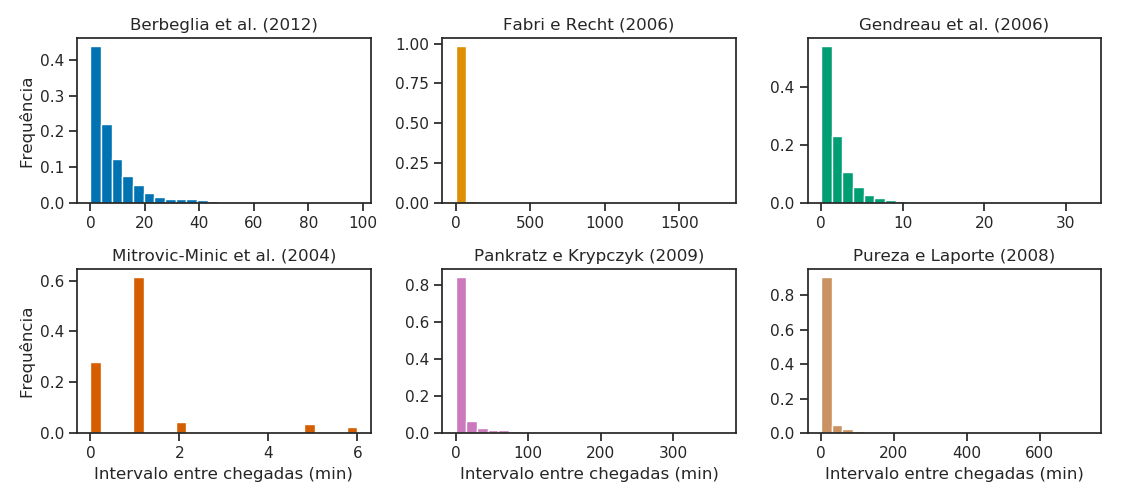 Berbeglia et al. (2012)
Fabri e Recht (2006)
Gendreau et al. (2006)
Frequência
0.4
0.3
0.2
0.1
0.0
0 20 40 60 80 100
1.00
0.75
0.50
0.25
0.00
0 500 1000 1500
0.4
0.2
0.0
0 10 20 30
Mitrovic-Minic et al. (2004)
Pankratz e Krypczyk (2009)
Pureza e Laporte (2008)
Frequência
0.6
0.4
0.2
0.0
0 2 4 6
Intervalo entre chegadas (min)
0.8
0.6
0.4
0.2
0.0
0 100 200 300
Intervalo entre chegadas (min)
0.8
0.6
0.4
0.2
0.0
0 200 400 600
Intervalo entre chegadas (min)